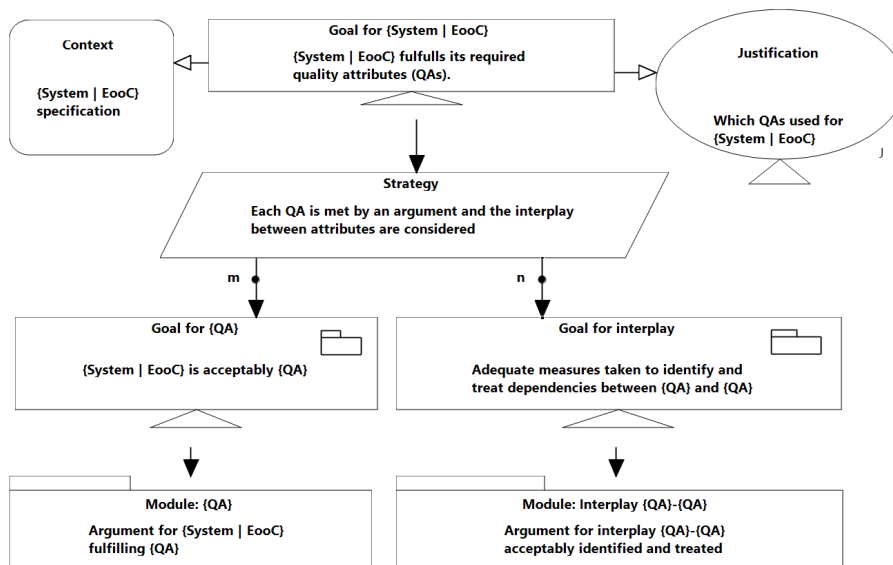 Context
{System | EooC}
specification
Goal for {System | EooC}
{System | EooC} fulfulls its required
quality attributes (QAs).
Justification
Which QAs used for
{System | EooC}
J
Strategy
Each QA is met by an argument and the interplay
between attributes are considered
m
n
Goal for {QA}
{System | EooC} is acceptably {QA}
Goal for interplay
Adequate measures taken to identify and
treat dependencies between {QA} and {QA}
Module: {QA}
Argument for {System | EooC}
fulfilling {QA}
Module: Interplay {QA}-{QA}
Argument for interplay {QA}-{QA}
acceptably identified and treated